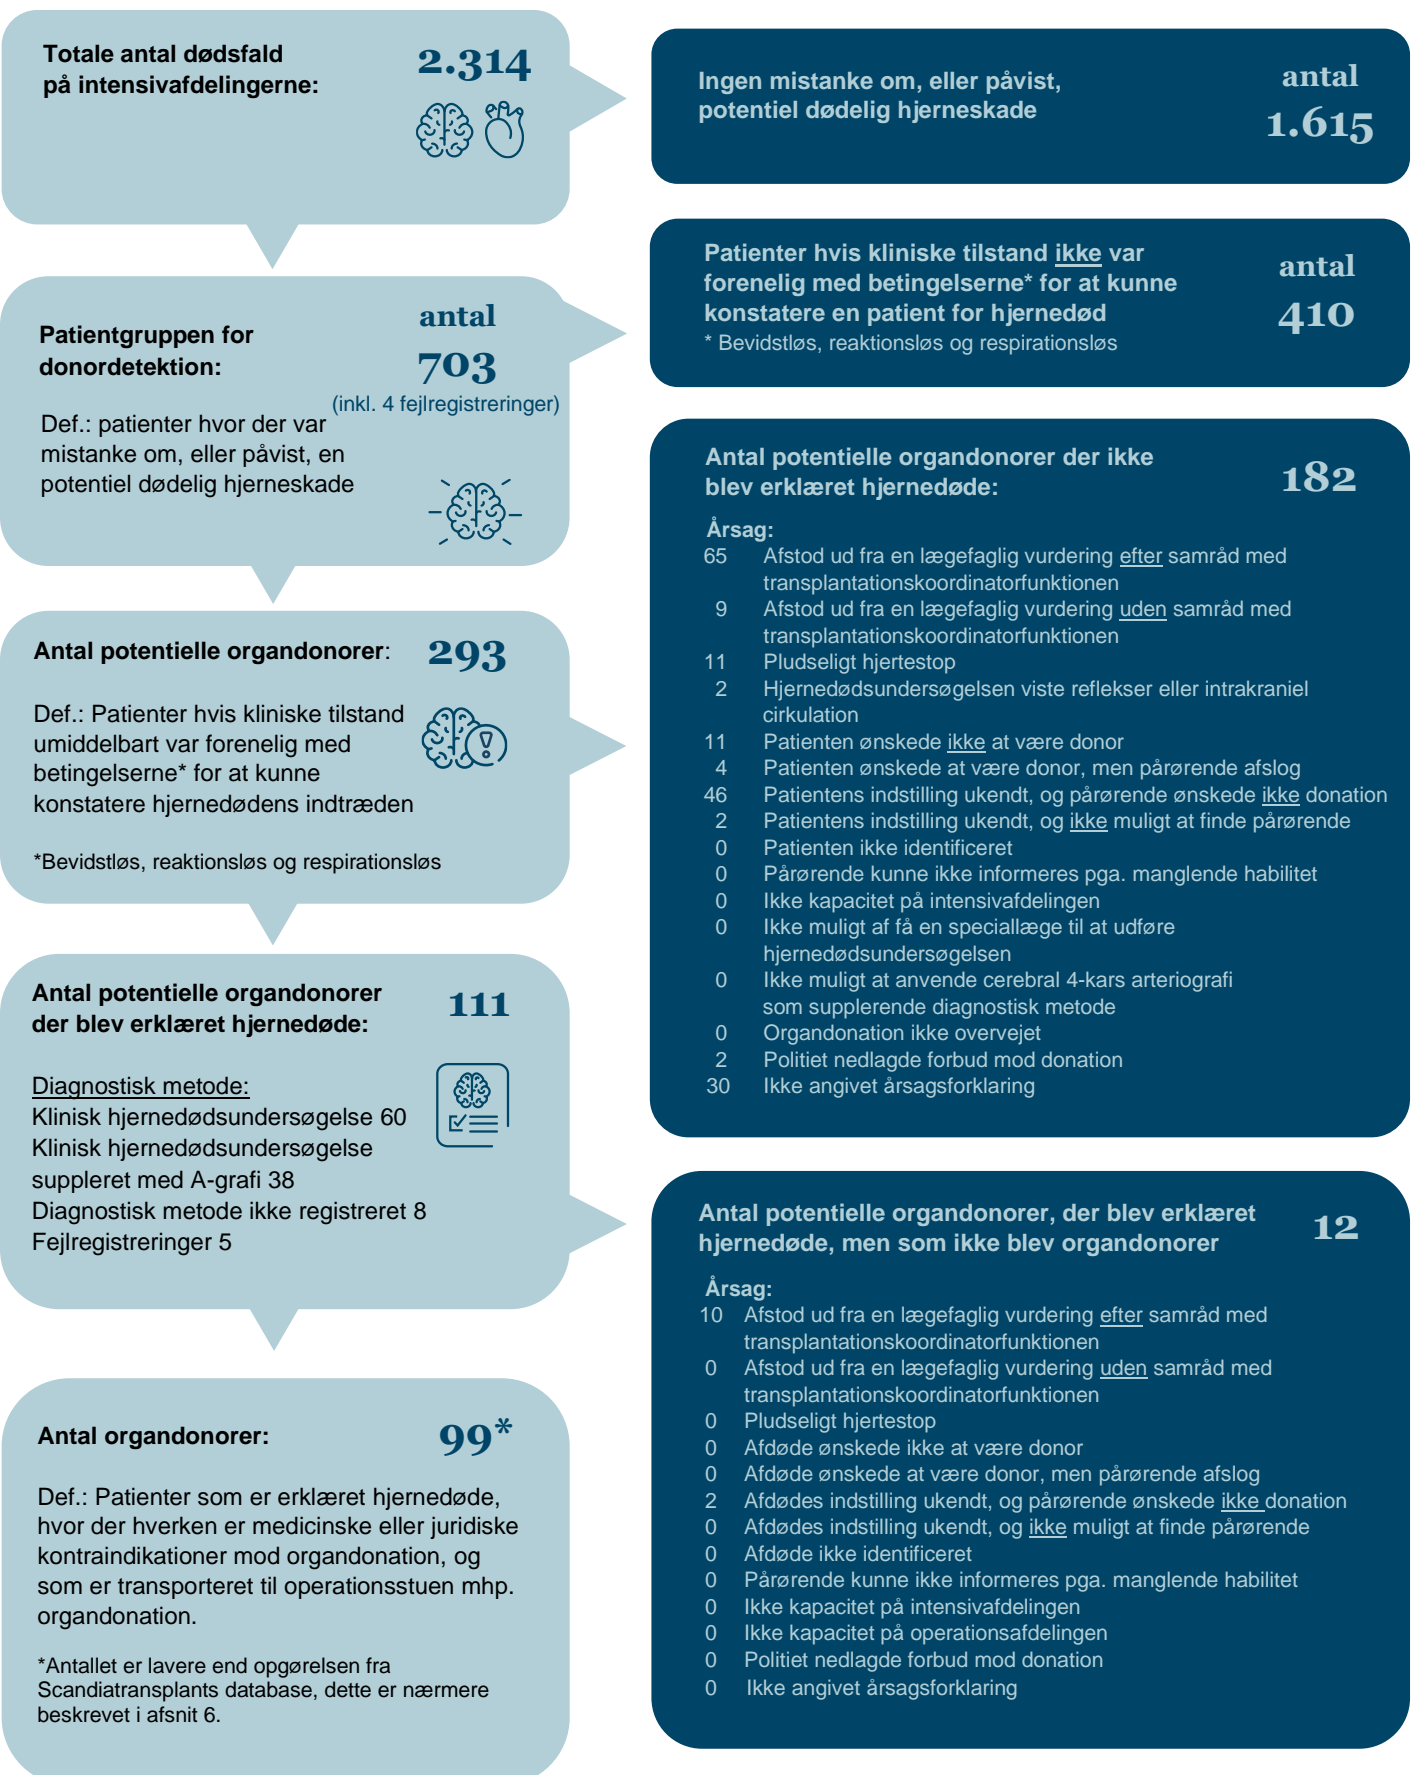 Totale antal dødsfald
på intensivafdelingerne:
2.314
Ingen mistanke om, eller påvist,
potentiel dødelig hjerneskade
antal
1.615
Patienter hvis kliniske tilstand ikke var
forenelig med betingelserne* for at kunne
konstatere en patient for hjernedød
* Bevidstløs, reaktionsløs og respirationsløs
antal
410
Patientgruppen for
donordetektion:
antal
703
(inkl. 4 fejlregistreringer)
Def.: patienter hvor der var
mistanke om, eller påvist, en
potentiel dødelig hjerneskade
Antal potentielle organdonorer der ikke
blev erklæret hjernedøde:
182
Årsag:
65 Afstod ud fra en lægefaglig vurdering efter samråd med
transplantationskoordinatorfunktionen
9 Afstod ud fra en lægefaglig vurdering uden samråd med
transplantationskoordinatorfunktionen
11 Pludseligt hjertestop
2 Hjernedødsundersøgelsen viste reflekser eller intrakraniel
cirkulation
11 Patienten ønskede ikke at være donor
4 Patienten ønskede at være donor, men pårørende afslog
46 Patientens indstilling ukendt, og pårørende ønskede ikke donation
2 Patientens indstilling ukendt, og ikke muligt at finde pårørende
0 Patienten ikke identificeret
0 Pårørende kunne ikke informeres pga. manglende habilitet
0 Ikke kapacitet på intensivafdelingen
0 Ikke muligt af få en speciallæge til at udføre
hjernedødsundersøgelsen
0 Ikke muligt at anvende cerebral 4-kars arteriografi
som supplerende diagnostisk metode
0 Organdonation ikke overvejet
2 Politiet nedlagde forbud mod donation
30 Ikke angivet årsagsforklaring
Antal potentielle organdonorer:
293
Def.: Patienter hvis kliniske tilstand
umiddelbart var forenelig med
betingelserne* for at kunne
konstatere hjernedødens indtræden
*Bevidstløs, reaktionsløs og respirationsløs
Antal potentielle organdonorer
der blev erklæret hjernedøde:
111
Diagnostisk metode:
Klinisk hjernedødsundersøgelse 60
Klinisk hjernedødsundersøgelse
suppleret med A-grafi 38
Diagnostisk metode ikke registreret 8
Fejlregistreringer 5
Antal potentielle organdonorer, der blev erklæret
hjernedøde, men som ikke blev organdonorer
12
Årsag:
10 Afstod ud fra en lægefaglig vurdering efter samråd med
transplantationskoordinatorfunktionen
0 Afstod ud fra en lægefaglig vurdering uden samråd med
transplantationskoordinatorfunktionen
0 Pludseligt hjertestop
0 Afdøde ønskede ikke at være donor
0 Afdøde ønskede at være donor, men pårørende afslog
2 Afdødes indstilling ukendt, og pårørende ønskede ikke donation
0 Afdødes indstilling ukendt, og ikke muligt at finde pårørende
0 Afdøde ikke identificeret
0 Pårørende kunne ikke informeres pga. manglende habilitet
0 Ikke kapacitet på intensivafdelingen
0 Ikke kapacitet på operationsafdelingen
0 Politiet nedlagde forbud mod donation
0 Ikke angivet årsagsforklaring
Antal organdonorer:
99*
Def.: Patienter som er erklæret hjernedøde,
hvor der hverken er medicinske eller juridiske
kontraindikationer mod organdonation, og
som er transporteret til operationsstuen mhp.
organdonation.
*Antallet er lavere end opgørelsen fra
Scandiatransplants database, dette er nærmere
beskrevet i afsnit 6.